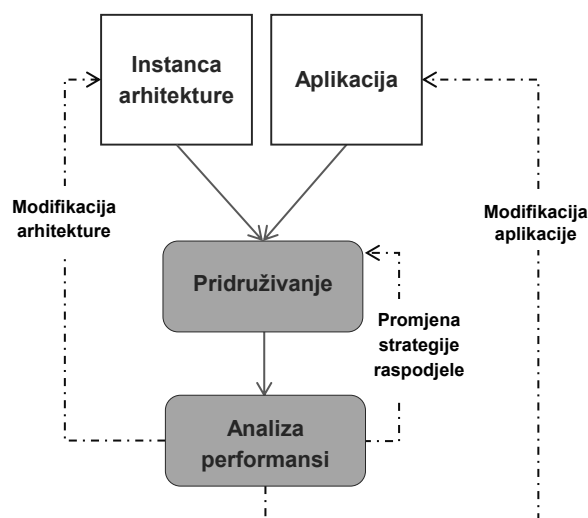 Instanca
arhitekture
Aplikacija
Modifikacija
arhitekture
Modifikacija
aplikacije
Pridruživanje
Promjena
strategije
raspodjele
Analiza
performansi